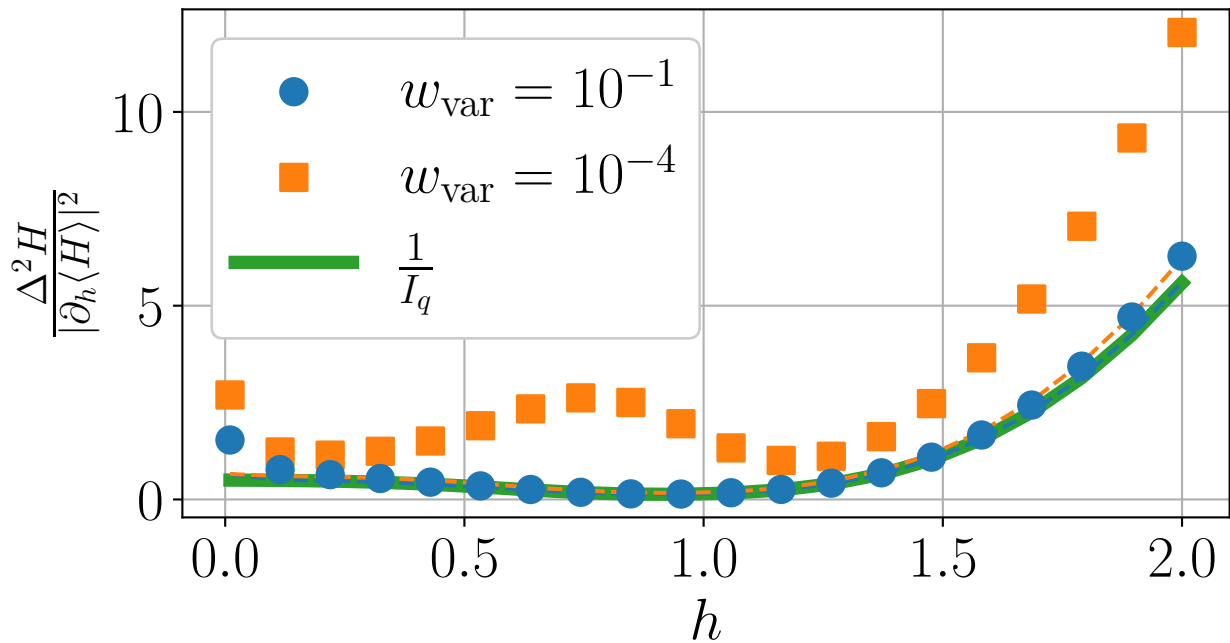 w_var = 10^−1
w_var = 10^−4
1/I_q
Δ²H/|∂_h⟨H⟩|²
10
5
0
0.0 0.5 1.0 1.5 2.0
h